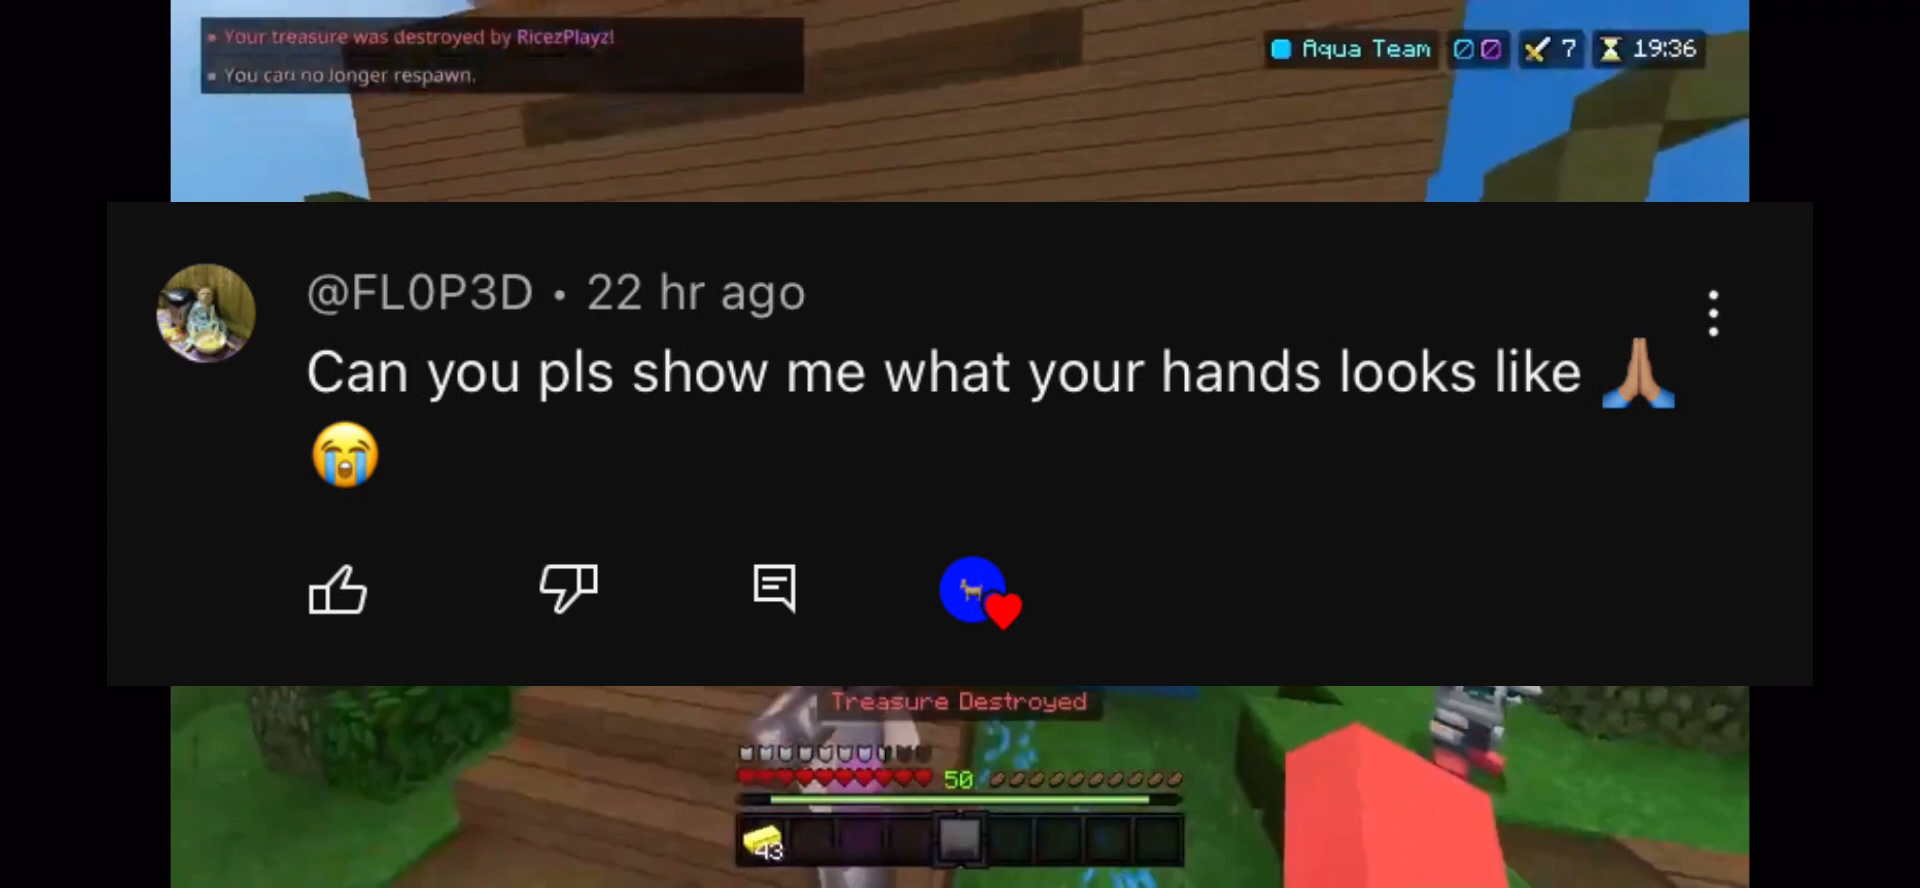 Your treasure was destroyed by RicezPlayz!
You can no longer respawn.
Aqua Team 7 19:36
@FL0P3D • 22 hr ago
Can you pls show me what your hands looks like 🙏🏽
😭
Treasure Destroyed
50
43